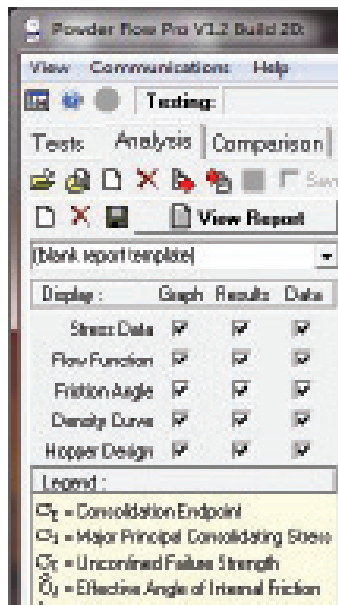 Powder Flow Pro V1.2 Build 20:
View Communications Help
Testing:
Tests Analysis Comparison
View Report
(blank report template)
Display : Graph Results Data
Stress Data
Flow Function
Friction Angle
Density Curve
Hopper Design
Legend :
= Consolidation Endpoint
= Major Principal Consolidating Stress
= Unconfined Failure Strength
= Effective Angle of Internal Friction